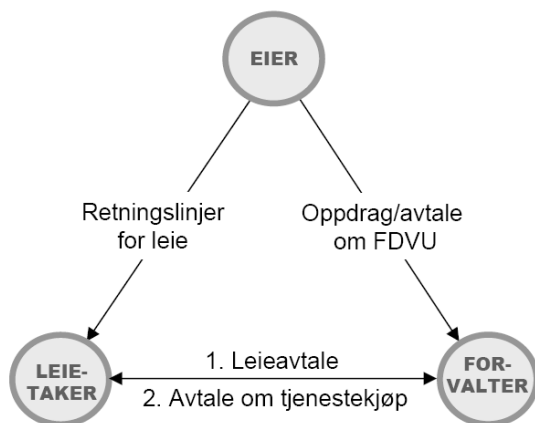 EIER
Retningslinjer
for leie
Oppdrag/avtale
om FDVU
LEIE-
TAKER
1. Leieavtale
2. Avtale om tjenestekjøp
FOR-
VALTER